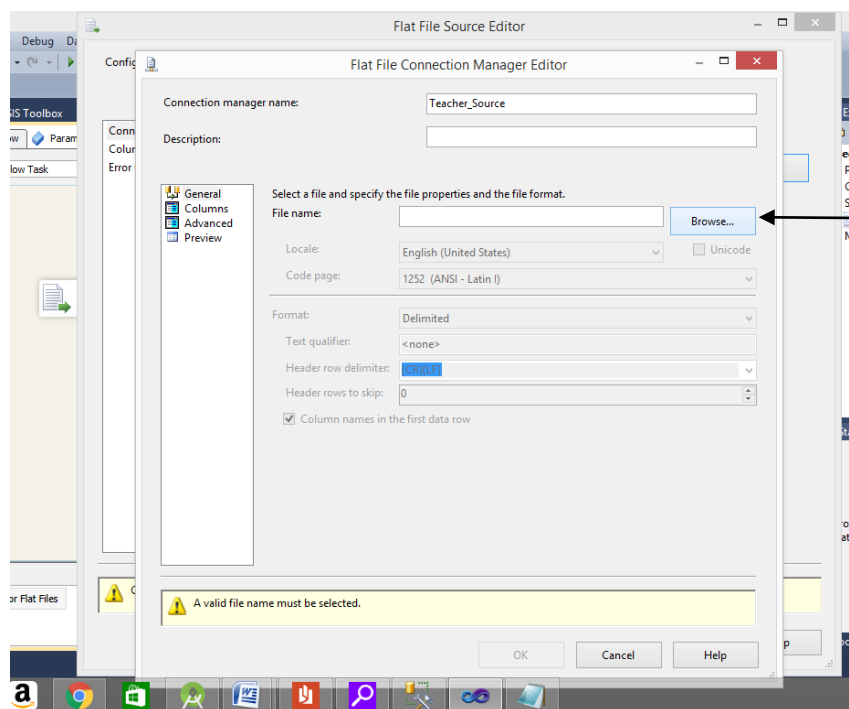 Flat File Source Editor
Debug
Flat File Connection Manager Editor
Config
SIS Toolbox
Param
low Task
Conn
Colur
Error
Connection manager name: Teacher_Source
Description:
General
Columns
Advanced
Preview
Select a file and specify the file properties and the file format.
File name: Browse...
Locale: English (United States) Unicode
Code page: 1252 (ANSI - Latin I)
Format: Delimited
Text qualifier: <none>
Header row delimiter: {CR}{LF}
Header rows to skip: 0
Column names in the first data row
or Flat Files
A valid file name must be selected.
OK Cancel Help